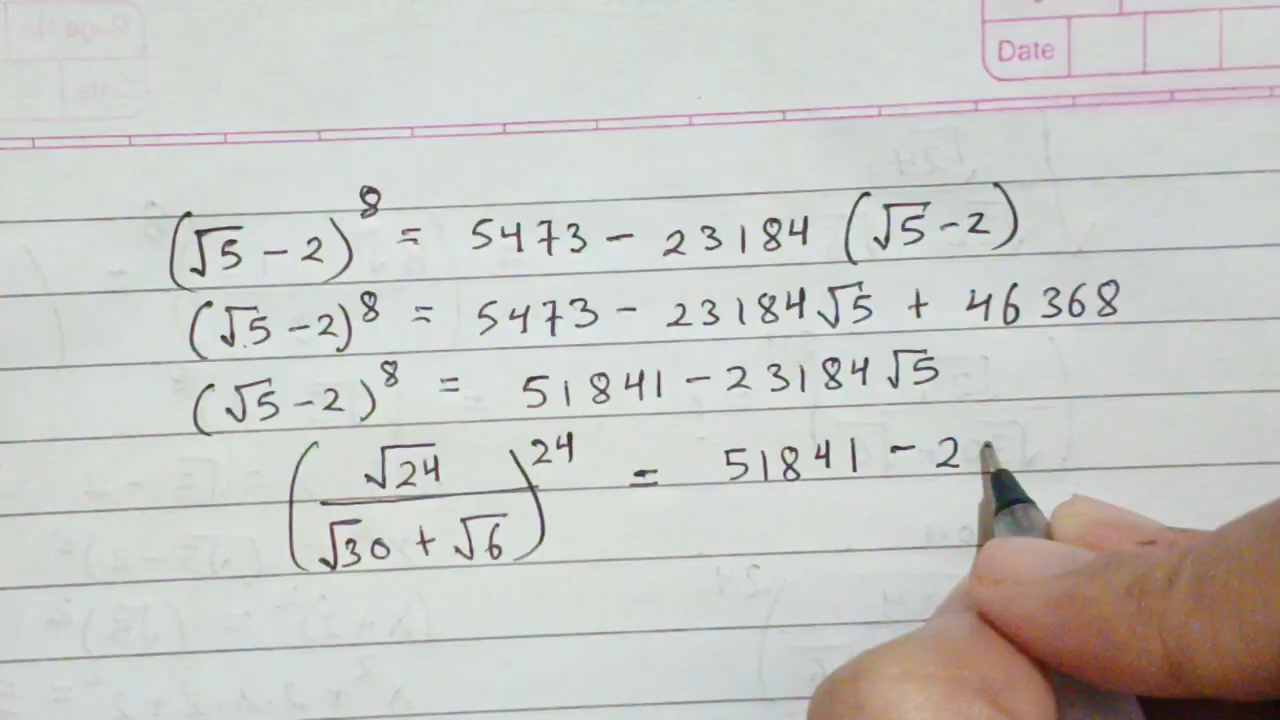 Date
(√5 - 2)^8 = 5473 - 23184 (√5 - 2)
(√5 - 2)^8 = 5473 - 23184√5 + 46368
(√5 - 2)^8 = 51841 - 23184√5
(√24 / (√30 + √6))^24 = 51841 - 2